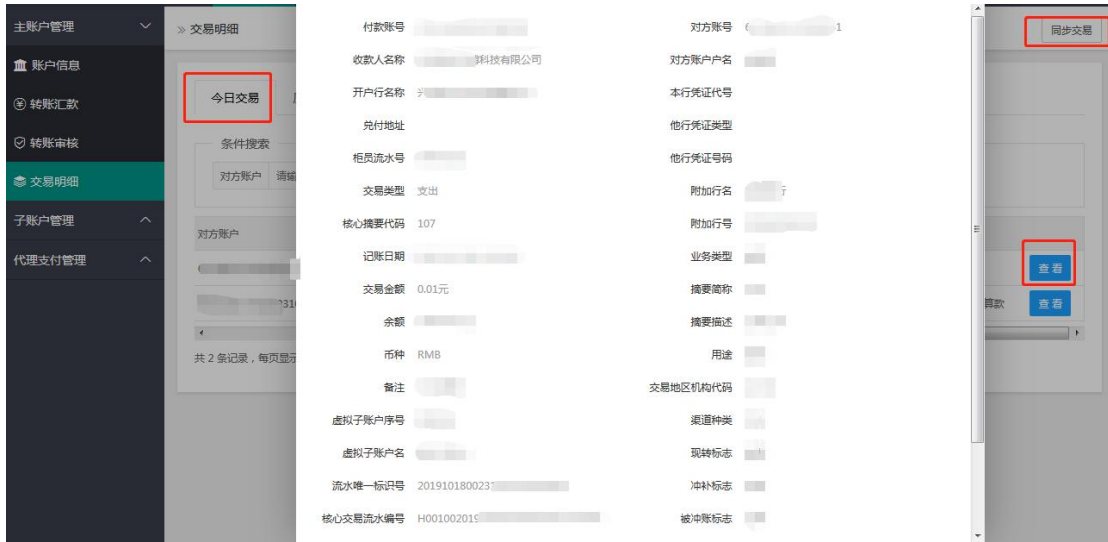 主账户管理
» 交易明细
同步交易
账户信息
转账汇款
转账审核
交易明细
子账户管理
代理支付管理
今日交易
条件搜索
对方账户 请输
对方账户
查看
算款 查看
共 2 条记录，每页显示
付款账号 对方账号 6 1
收款人名称 科技有限公司 对方账户户名
开户行名称 本行凭证代号
兑付地址 他行凭证类型
柜员流水号 他行凭证号码
交易类型 支出 附加行名
核心摘要代码 107 附加行号
记账日期 业务类型
交易金额 0.01元 摘要简称
余额 摘要描述
币种 RMB 用途
备注 交易地区机构代码
虚拟子账户序号 渠道种类
虚拟子账户名 现转标志
流水唯一标识号 201910180023 冲补标志
核心交易流水编号 H001002019 被冲账标志